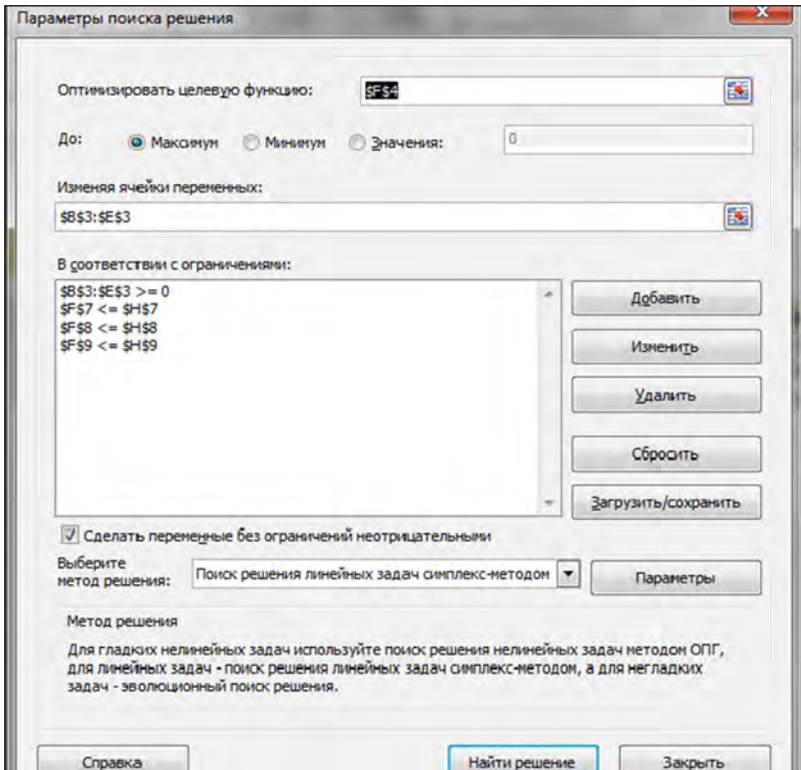 Параметры поиска решения
Оптимизировать целевую функцию:
$F$4
До:
Максимум
Минимум
Значения:
0
Изменяя ячейки переменных:
$B$3:$E$3
В соответствии с ограничениями:
$B$3:$E$3 >= 0
$F$7 <= $H$7
$F$8 <= $H$8
$F$9 <= $H$9
Добавить
Изменить
Удалить
Сбросить
Загрузить/сохранить
Сделать переменные без ограничений неотрицательными
Выберите
метод решения:
Поиск решения линейных задач симплекс-методом
Параметры
Метод решения
Для гладких нелинейных задач используйте поиск решения нелинейных задач методом ОПГ,
для линейных задач - поиск решения линейных задач симплекс-методом, а для негладких
задач - эволюционный поиск решения.
Справка
Найти решение
Закрыть